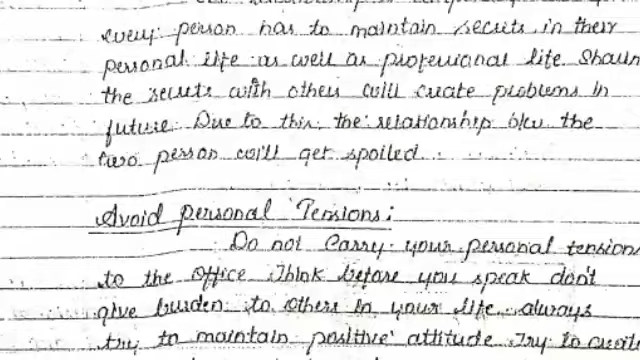 every person has to maintain secrets in their
personal life as well as professional life. Sharin
the secrets with others will create problems in
future. Due to this the relationship b/w the
two person will get spoiled.
Avoid personal Tensions:
Do not carry your personal tension
to the office. Think before you speak don't
give burden to others in your life. always
try to maintain positive attitude. Try to avoid